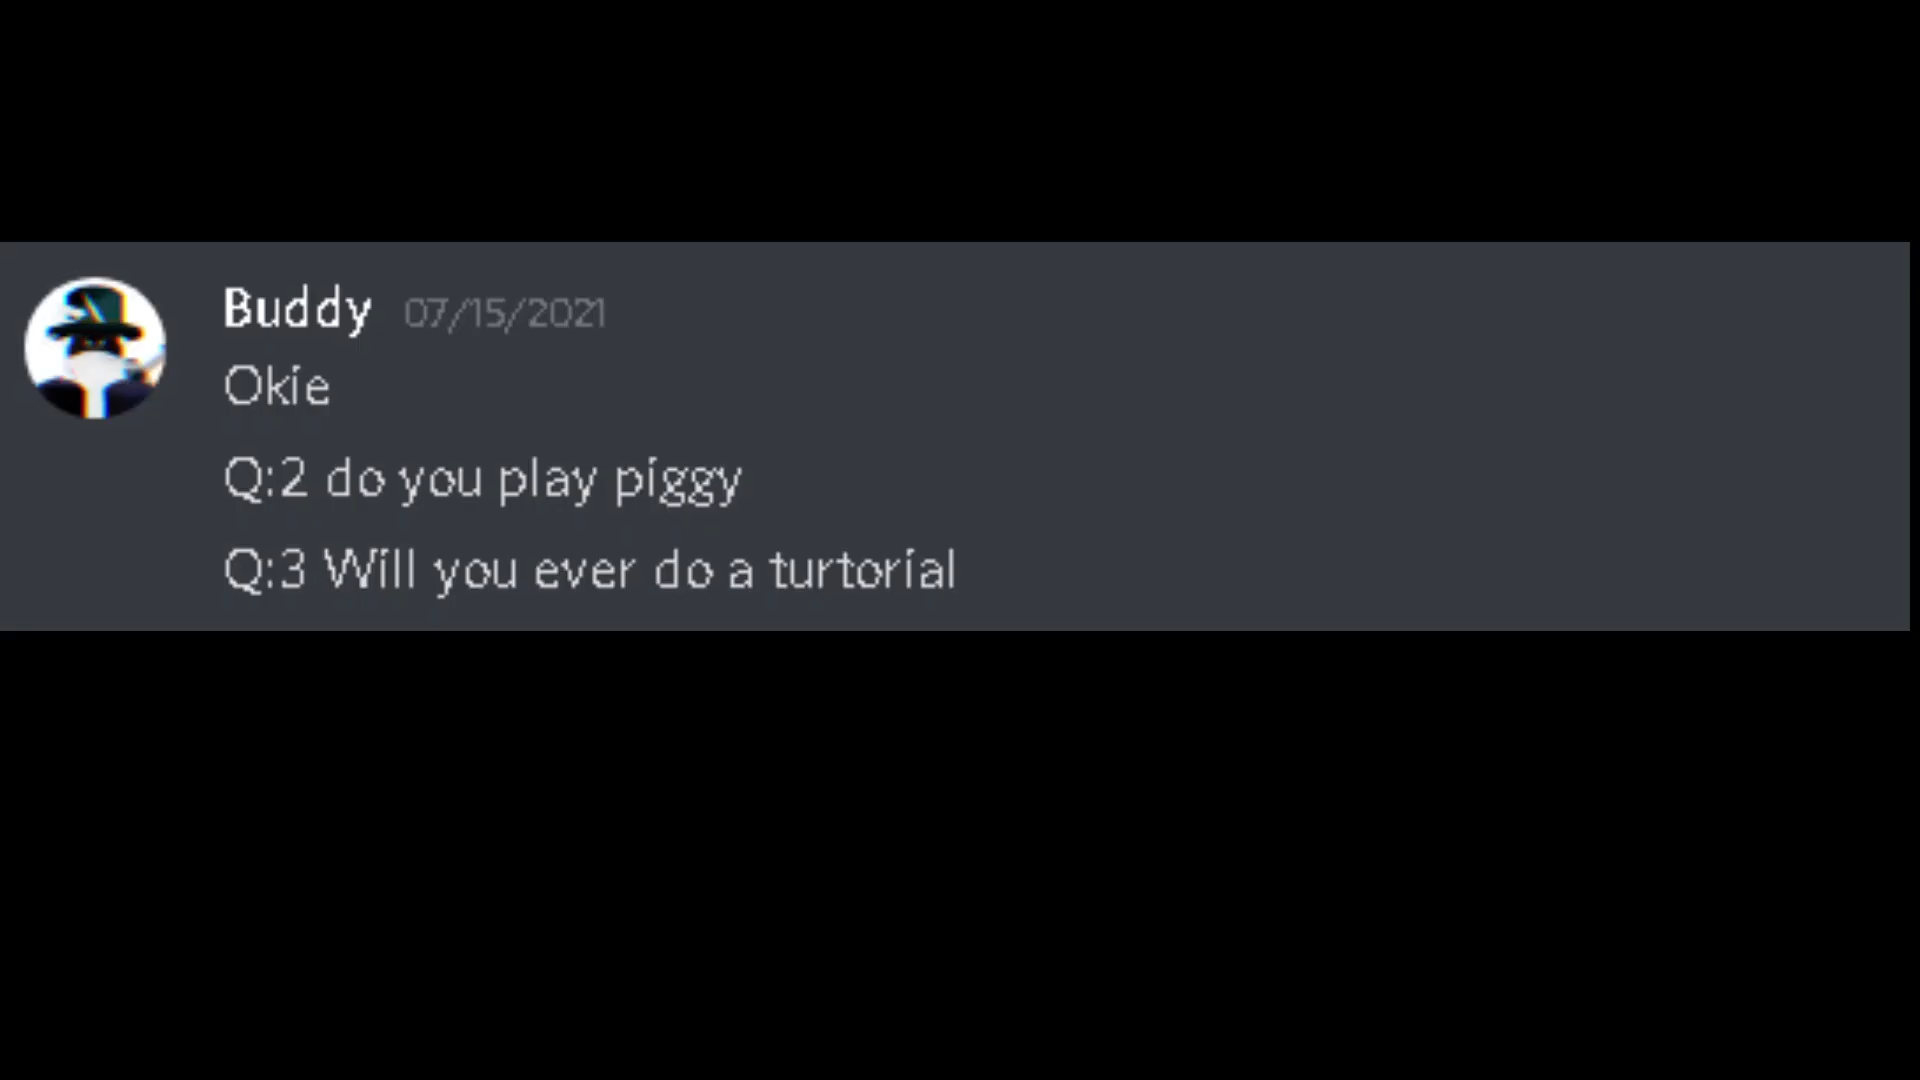 Buddy 07/15/2021
Okie
Q:2 do you play piggy
Q:3 Will you ever do a turtorial